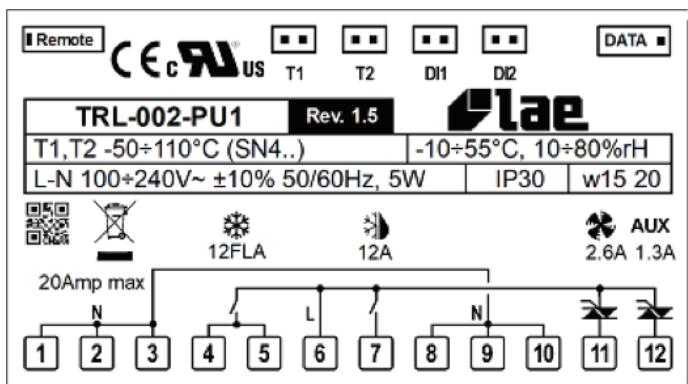 Remote
CE c RU US
T1 T2 DI1 DI2
DATA
TRL-002-PU1 Rev. 1.5 lae
T1,T2 -50÷110°C (SN4..) -10÷55°C, 10÷80%rH
L-N 100÷240V~ ±10% 50/60Hz, 5W IP30 w15 20
AUX
12FLA 12A 2.6A 1.3A
20Amp max
N L N
1 2 3 4 5 6 7 8 9 10 11 12